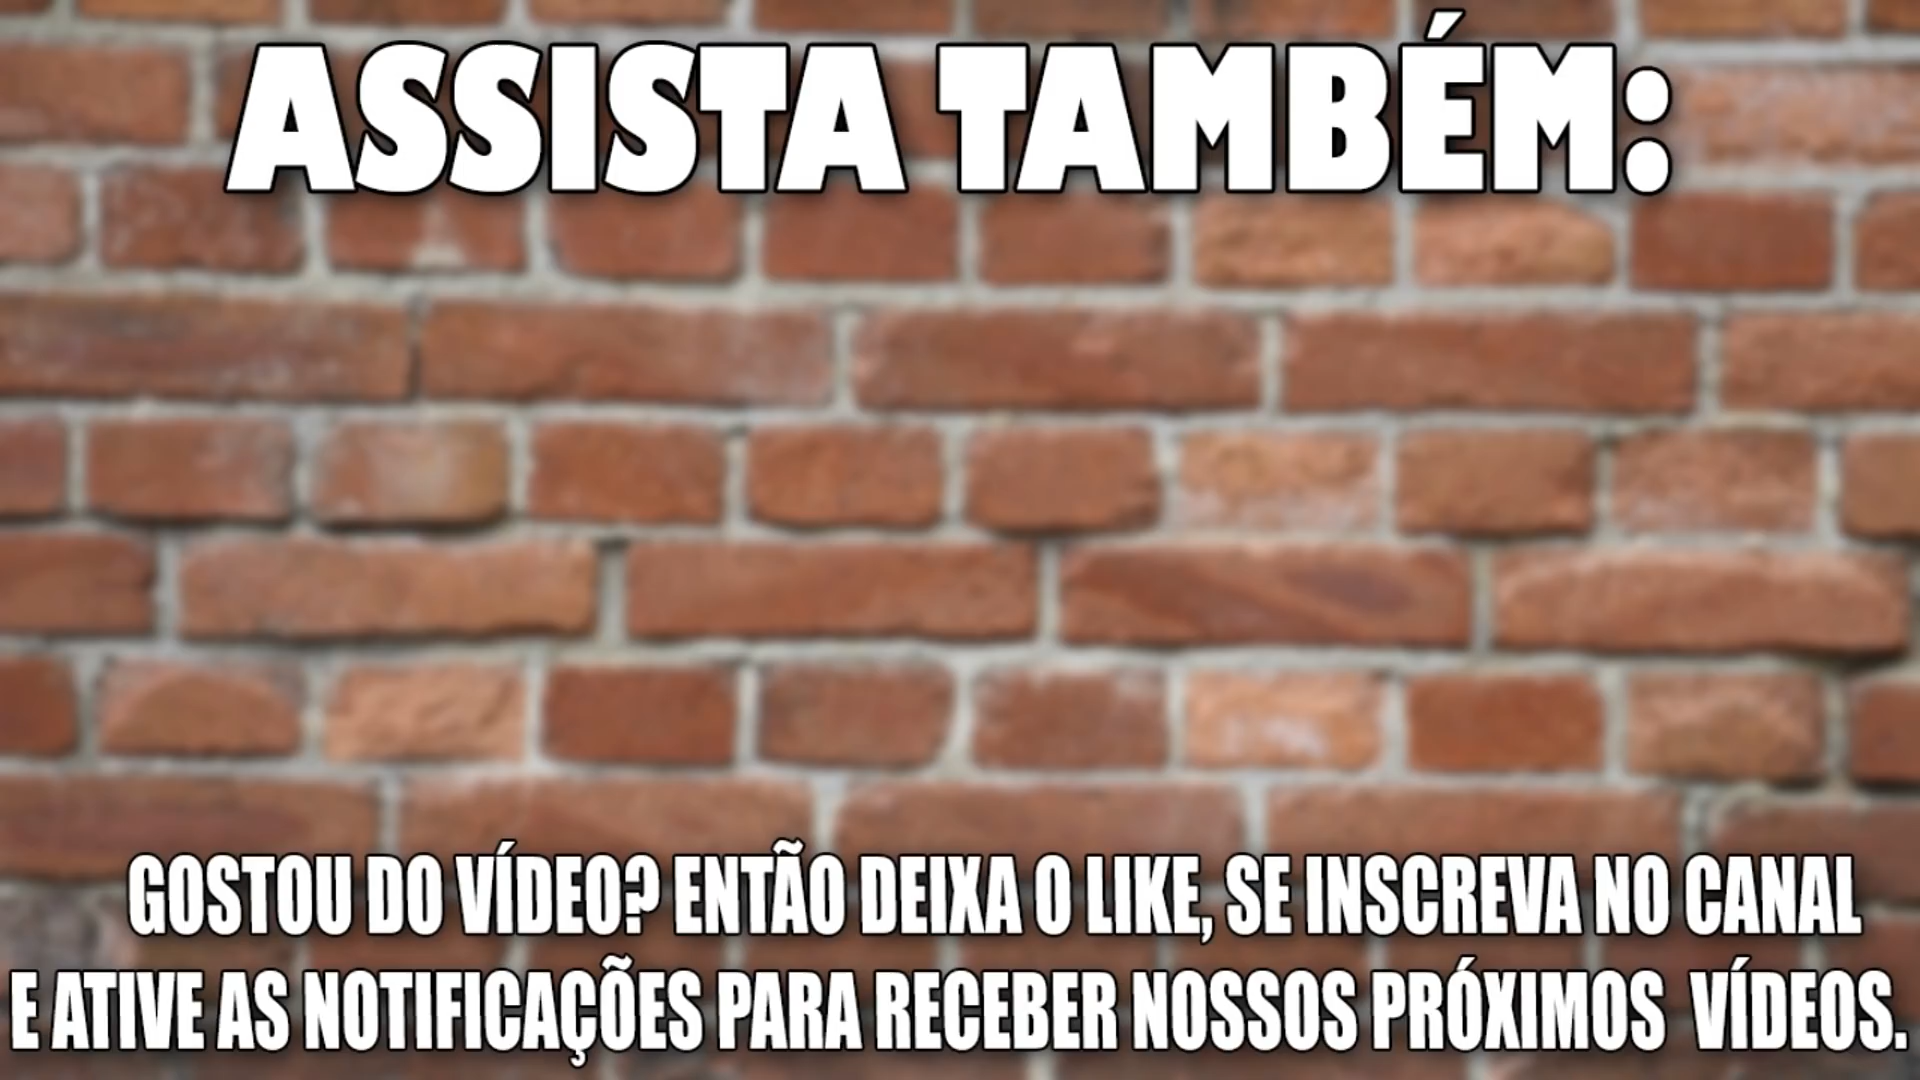 ASSISTA TAMBÉM:
GOSTOU DO VÍDEO? ENTÃO DEIXA O LIKE, SE INSCREVA NO CANAL
E ATIVE AS NOTIFICAÇÕES PARA RECEBER NOSSOS PRÓXIMOS VÍDEOS.